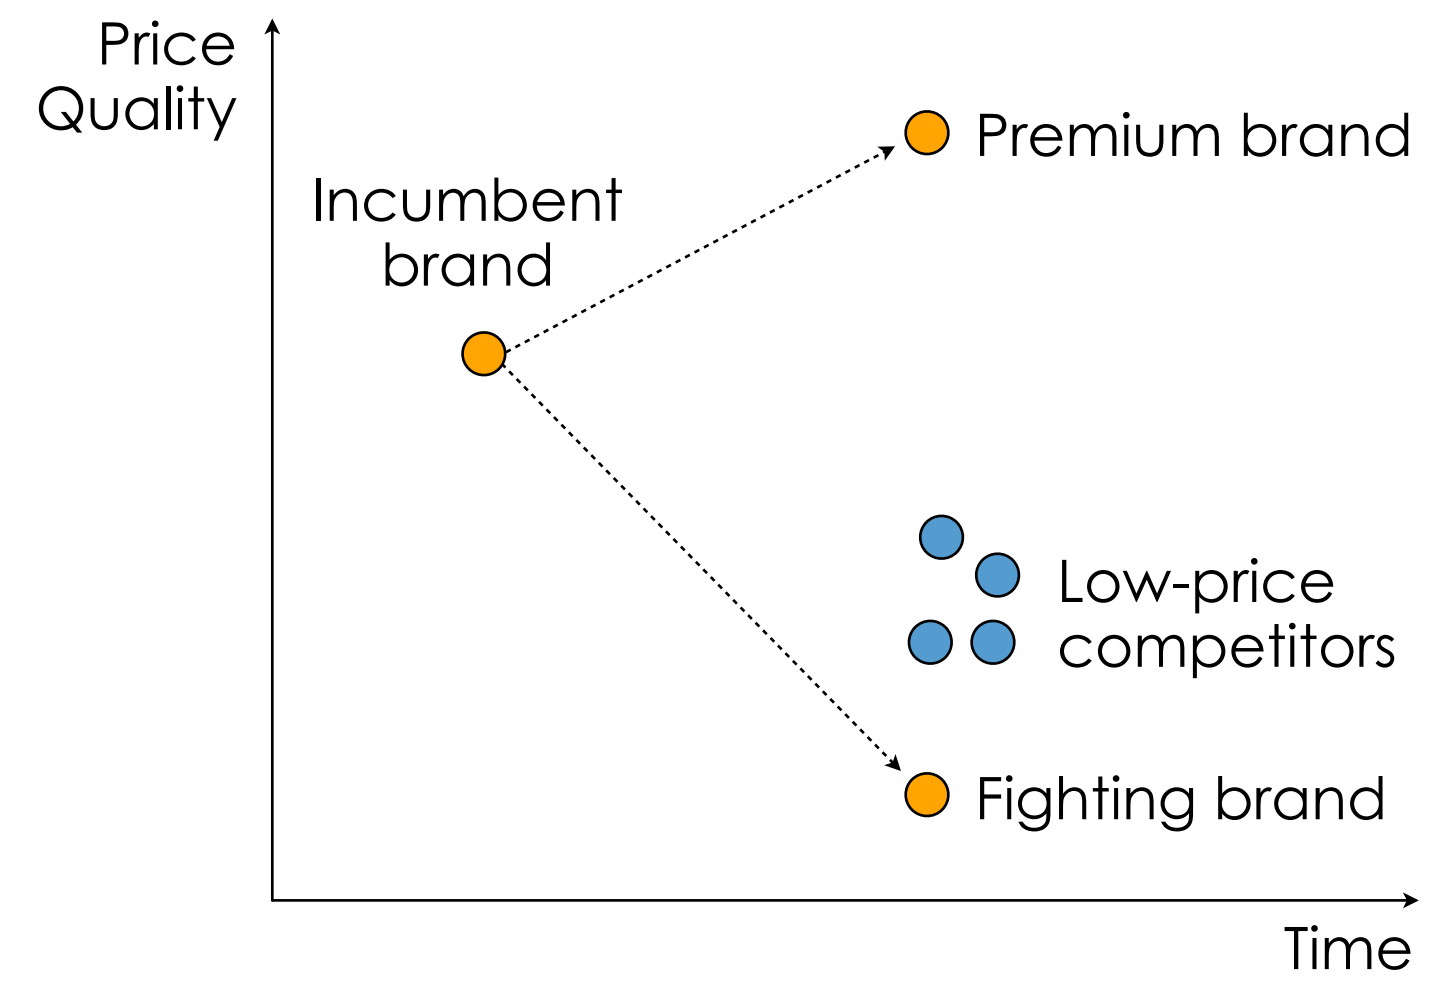 Price
Quality
Incumbent
brand
Premium brand
Low-price
competitors
Fighting brand
Time